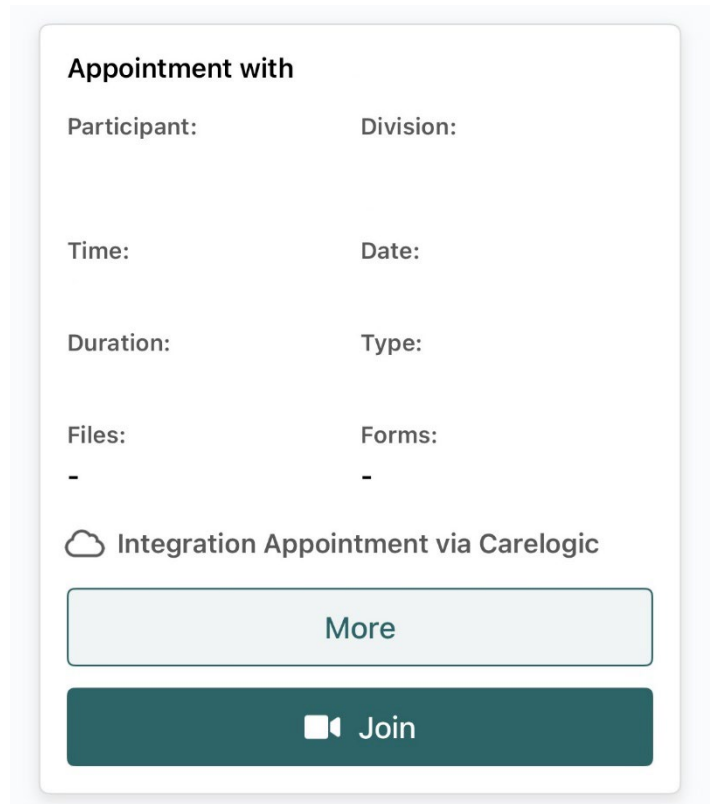 Appointment with
Participant: Division:
Time: Date:
Duration: Type:
Files: Forms:
- -
Integration Appointment via Carelogic
More
Join